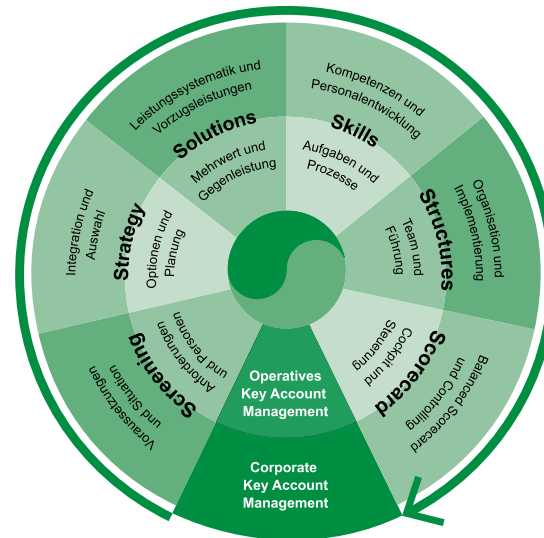 Voraussetzungen
und Situation
Screening
Anforderungen
und Personen
Integration und
Auswahl
Strategy
Optionen und
Planung
Leistungssystematik und
Vorzugsleistungen
Solutions
Mehrwert und
Gegenleistung
Kompetenzen und
Personalentwicklung
Skills
Aufgaben und
Prozesse
Organisation und
Implementierung
Structures
Team und
Führung
Balanced Scorecard
und Controlling
Scorecard
Cockpit und
Steuerung
Operatives
Key Account
Management
Corporate
Key Account
Management